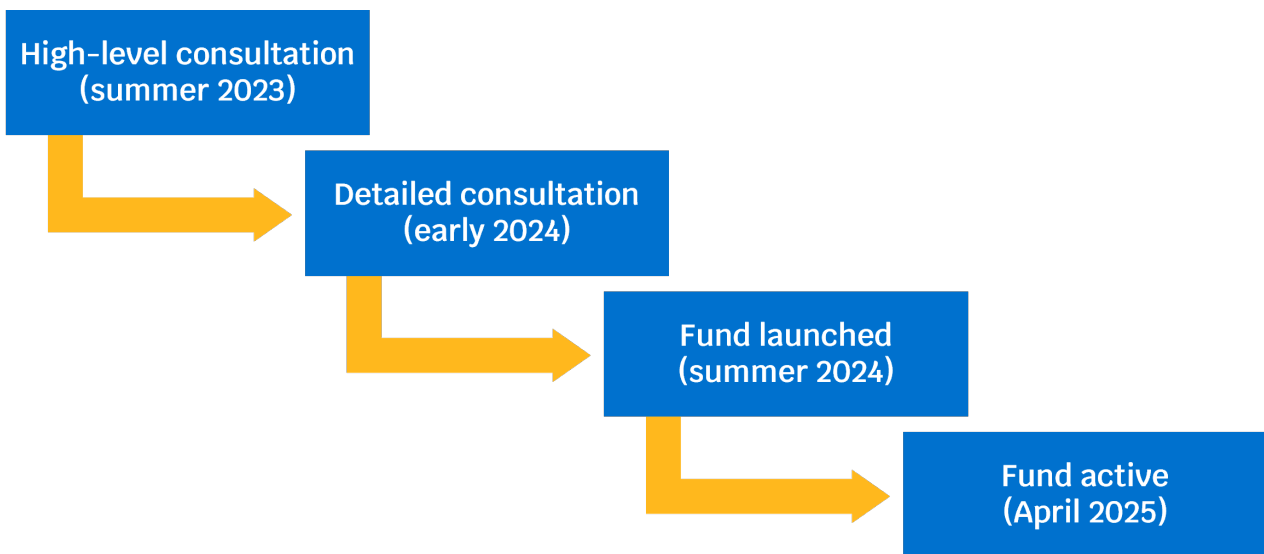 High-level consultation
(summer 2023)
Detailed consultation
(early 2024)
Fund launched
(summer 2024)
Fund active
(April 2025)